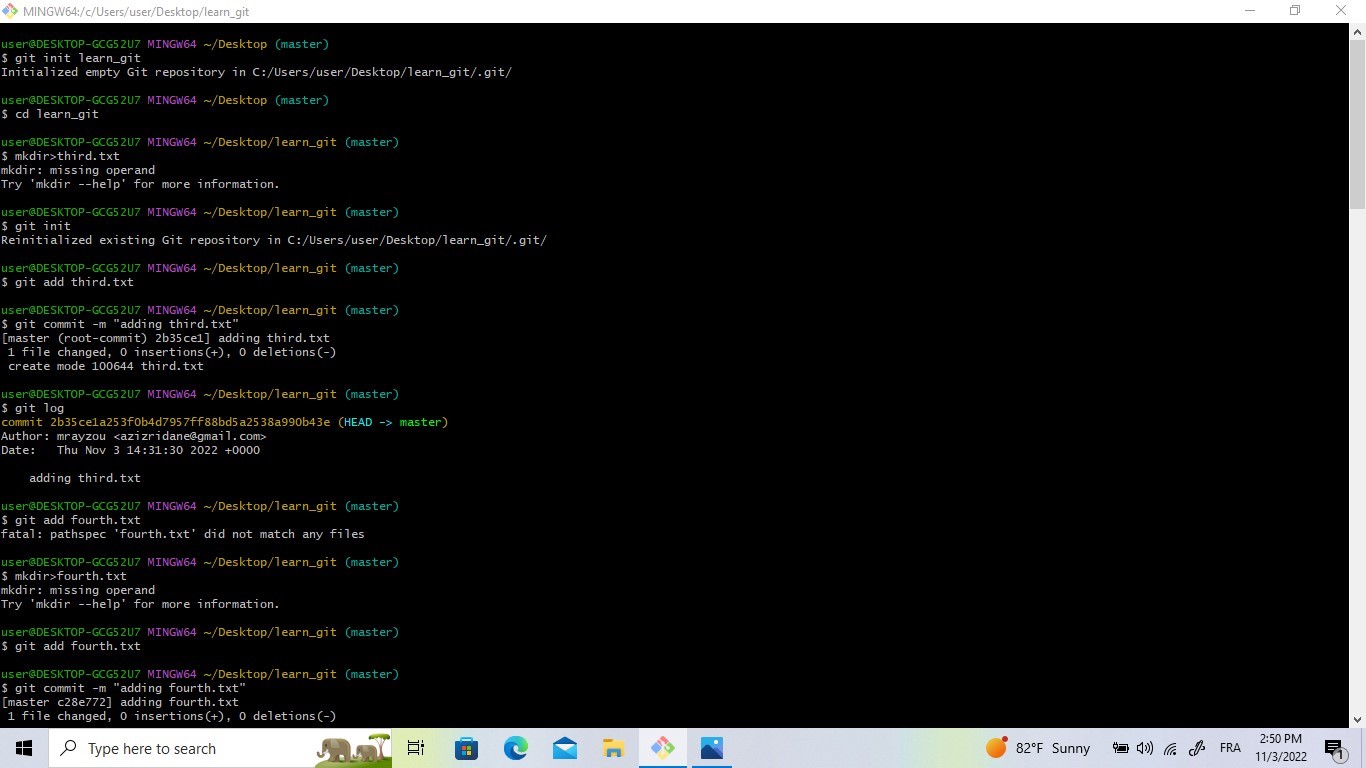 MINGW64:/c/Users/user/Desktop/learn_git
user@DESKTOP-GCG52U7 MINGW64 ~/Desktop (master)
$ git init learn_git
Initialized empty Git repository in C:/Users/user/Desktop/learn_git/.git/
user@DESKTOP-GCG52U7 MINGW64 ~/Desktop (master)
$ cd learn_git
user@DESKTOP-GCG52U7 MINGW64 ~/Desktop/learn_git (master)
$ mkdir>third.txt
mkdir: missing operand
Try 'mkdir --help' for more information.
user@DESKTOP-GCG52U7 MINGW64 ~/Desktop/learn_git (master)
$ git init
Reinitialized existing Git repository in C:/Users/user/Desktop/learn_git/.git/
user@DESKTOP-GCG52U7 MINGW64 ~/Desktop/learn_git (master)
$ git add third.txt
user@DESKTOP-GCG52U7 MINGW64 ~/Desktop/learn_git (master)
$ git commit -m "adding third.txt"
[master (root-commit) 2b35ce1] adding third.txt
 1 file changed, 0 insertions(+), 0 deletions(-)
 create mode 100644 third.txt
user@DESKTOP-GCG52U7 MINGW64 ~/Desktop/learn_git (master)
$ git log
commit 2b35ce1a253f0b4d7957ff88bd5a2538a990b43e (HEAD -> master)
Author: mrayzou <azizridane@gmail.com>
Date:   Thu Nov 3 14:31:30 2022 +0000
    adding third.txt
user@DESKTOP-GCG52U7 MINGW64 ~/Desktop/learn_git (master)
$ git add fourth.txt
fatal: pathspec 'fourth.txt' did not match any files
user@DESKTOP-GCG52U7 MINGW64 ~/Desktop/learn_git (master)
$ mkdir>fourth.txt
mkdir: missing operand
Try 'mkdir --help' for more information.
user@DESKTOP-GCG52U7 MINGW64 ~/Desktop/learn_git (master)
$ git add fourth.txt
user@DESKTOP-GCG52U7 MINGW64 ~/Desktop/learn_git (master)
$ git commit -m "adding fourth.txt"
[master c28e772] adding fourth.txt
 1 file changed, 0 insertions(+), 0 deletions(-)
Type here to search
82°F Sunny
FRA
2:50 PM
11/3/2022
1